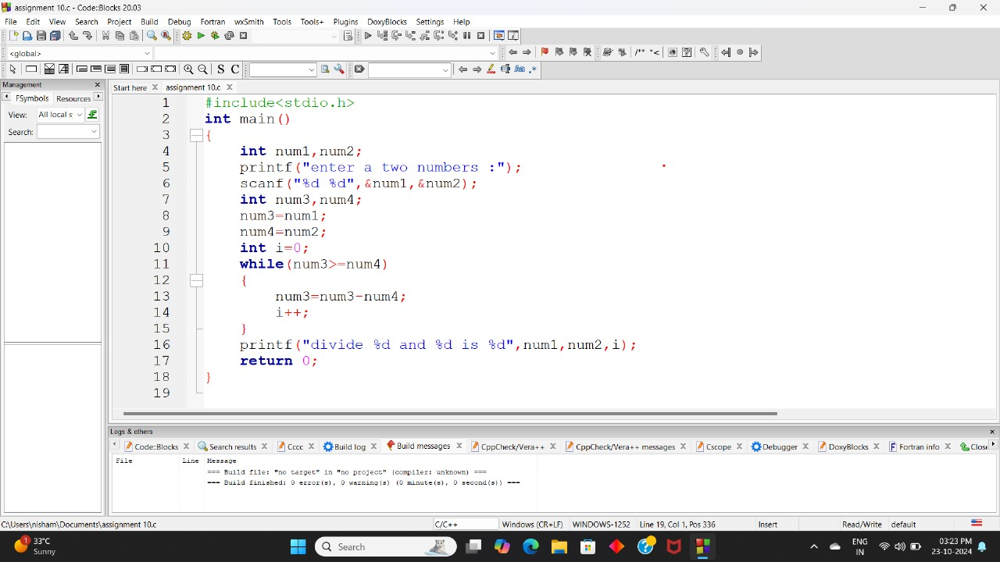 assignment 10.c - Code::Blocks 20.03
File Edit View Search Project Build Debug Fortran wxSmith Tools Tools+ Plugins DoxyBlocks Settings Help
<global>
/** *<
S C
Aa .*
Management
FSymbols Resources
View: All local s
Search:
Start here assignment 10.c
1 #include<stdio.h>
2 int main()
3 {
4 int num1,num2;
5 printf("enter a two numbers :");
6 scanf("%d %d",&num1,&num2);
7 int num3,num4;
8 num3=num1;
9 num4=num2;
10 int i=0;
11 while(num3>=num4)
12 {
13 num3=num3-num4;
14 i++;
15 }
16 printf("divide %d and %d is %d",num1,num2,i);
17 return 0;
18 }
19
Logs & others
Code::Blocks Search results Cccc Build log Build messages CppCheck/Vera++ CppCheck/Vera++ messages Cscope Debugger DoxyBlocks Fortran info Close
File Line Message
=== Build file: "no target" in "no project" (compiler: unknown) ===
=== Build finished: 0 error(s), 0 warning(s) (0 minute(s), 0 second(s)) ===
C:\Users\nisham\Documents\assignment 10.c C/C++ Windows (CR+LF) WINDOWS-1252 Line 19, Col 1, Pos 336 Insert Read/Write default
1 33°C
Sunny
Search
ENG
IN
03:23 PM
23-10-2024